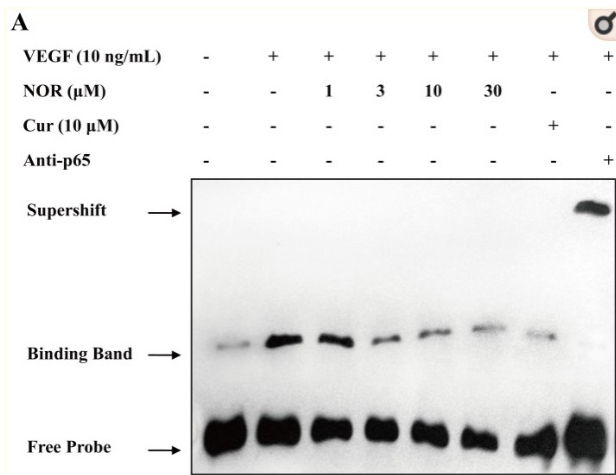 A
VEGF (10 ng/mL) - + + + + + + +
NOR (μM) - - 1 3 10 30 - -
Cur (10 μM) - - - - - - + -
Anti-p65 - - - - - - - +
Supershift
Binding Band
Free Probe